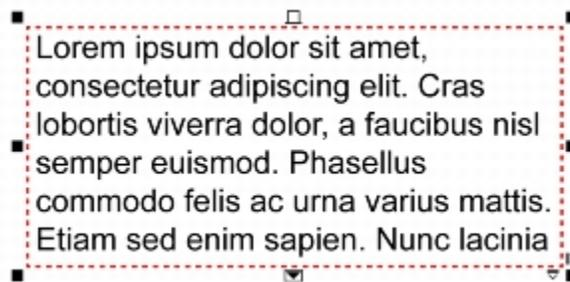 Lorem ipsum dolor sit amet,
consectetur adipiscing elit. Cras
lobortis viverra dolor, a faucibus nisl
semper euismod. Phasellus
commodo felis ac urna varius mattis.
Etiam sed enim sapien. Nunc lacinia